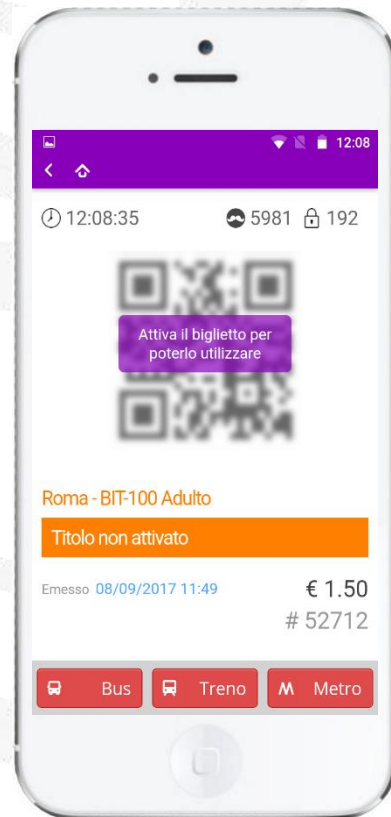 12:08
12:08:35 5981 192
Attiva il biglietto per
poterlo utilizzare
Roma - BIT-100 Adulto
Titolo non attivato
Emesso 08/09/2017 11:49 € 1.50
# 52712
Bus Treno M Metro